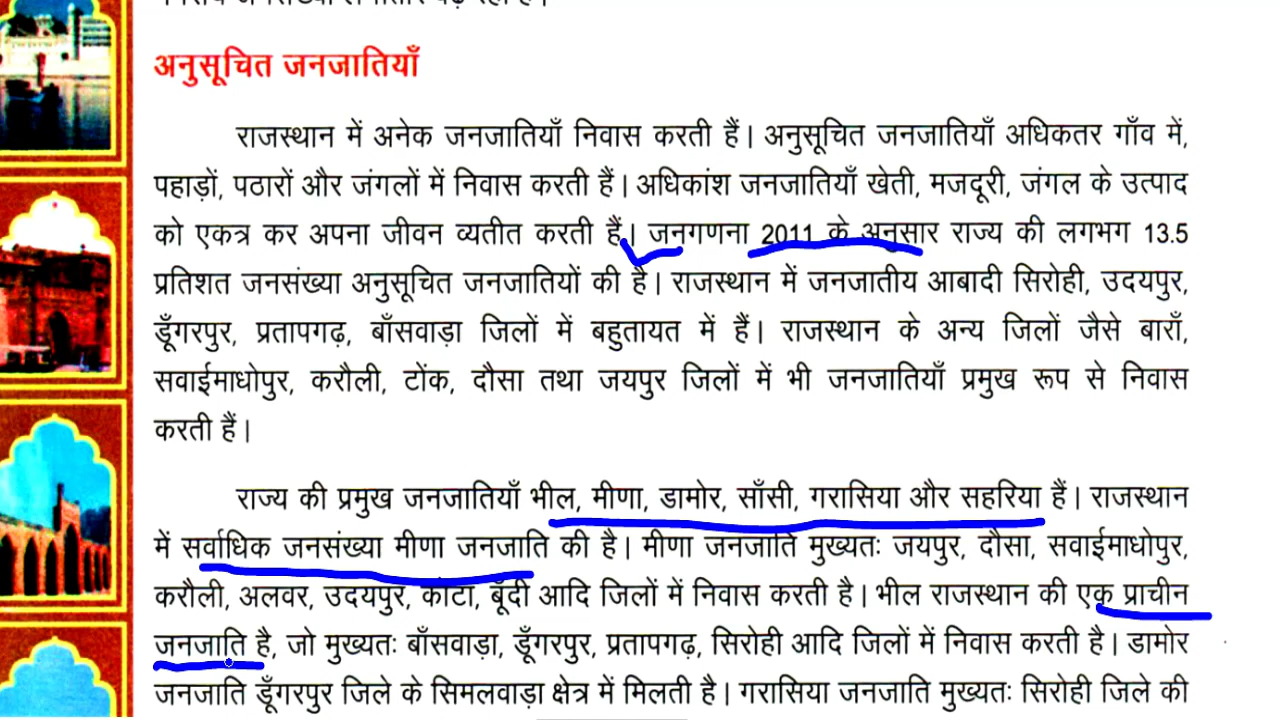 अनुसूचित जनजातियाँ
राजस्थान में अनेक जनजातियाँ निवास करती हैं। अनुसूचित जनजातियाँ अधिकतर गाँव में,
पहाड़ों, पठारों और जंगलों में निवास करती हैं। अधिकांश जनजातियाँ खेती, मजदूरी, जंगल के उत्पाद
को एकत्र कर अपना जीवन व्यतीत करती हैं। जनगणना 2011 के अनुसार राज्य की लगभग 13.5
प्रतिशत जनसंख्या अनुसूचित जनजातियों की है। राजस्थान में जनजातीय आबादी सिरोही, उदयपुर,
डूँगरपुर, प्रतापगढ़, बाँसवाड़ा जिलों में बहुतायत में हैं। राजस्थान के अन्य जिलों जैसे बाराँ,
सवाईमाधोपुर, करौली, टोंक, दौसा तथा जयपुर जिलों में भी जनजातियाँ प्रमुख रूप से निवास
करती हैं।
राज्य की प्रमुख जनजातियाँ भील, मीणा, डामोर, साँसी, गरासिया और सहरिया हैं। राजस्थान
में सर्वाधिक जनसंख्या मीणा जनजाति की है। मीणा जनजाति मुख्यतः जयपुर, दौसा, सवाईमाधोपुर,
करौली, अलवर, उदयपुर, कोटा, बूँदी आदि जिलों में निवास करती है। भील राजस्थान की एक प्राचीन
जनजाति है, जो मुख्यतः बाँसवाड़ा, डूँगरपुर, प्रतापगढ़, सिरोही आदि जिलों में निवास करती है। डामोर
जनजाति डूँगरपुर जिले के सिमलवाड़ा क्षेत्र में मिलती है। गरासिया जनजाति मुख्यतः सिरोही जिले की